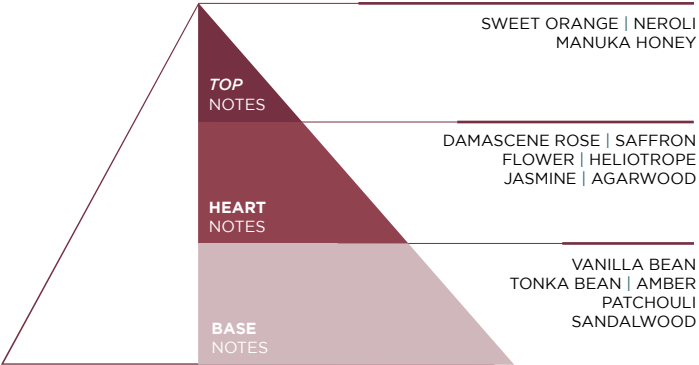 SWEET ORANGE | NEROLI
MANUKA HONEY
TOP
NOTES
DAMASCENE ROSE | SAFFRON
FLOWER | HELIOTROPE
JASMINE | AGARWOOD
HEART
NOTES
VANILLA BEAN
TONKA BEAN | AMBER
PATCHOULI
SANDALWOOD
BASE
NOTES